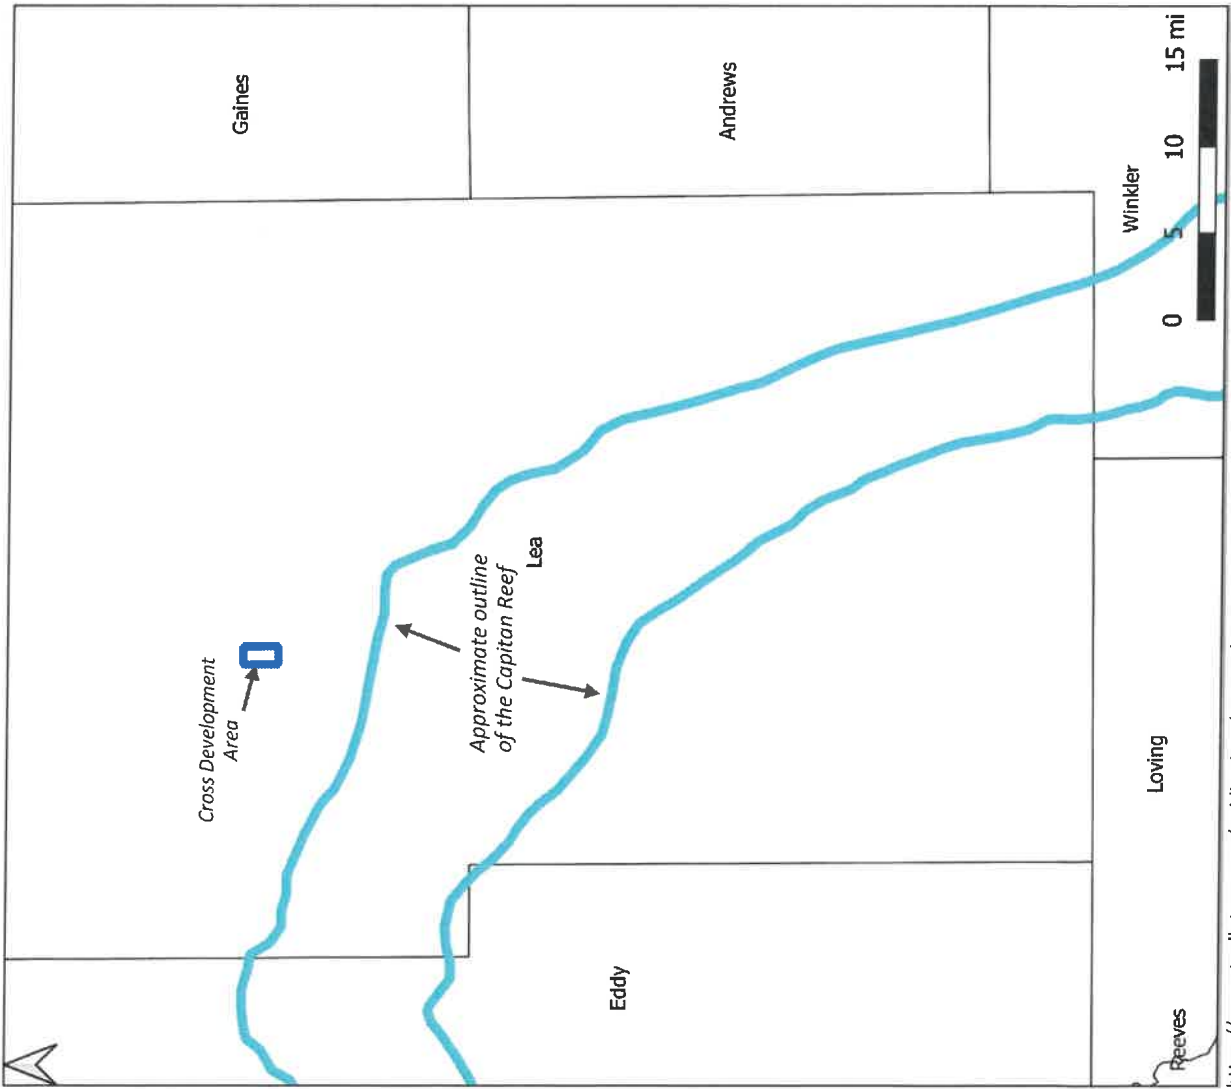 Gaines
Cross Development
Area
Andrews
Approximate outline
of the Capitan Reef
Lea
Eddy
Winkler
Loving
Reeves
0 5 10 15 mi